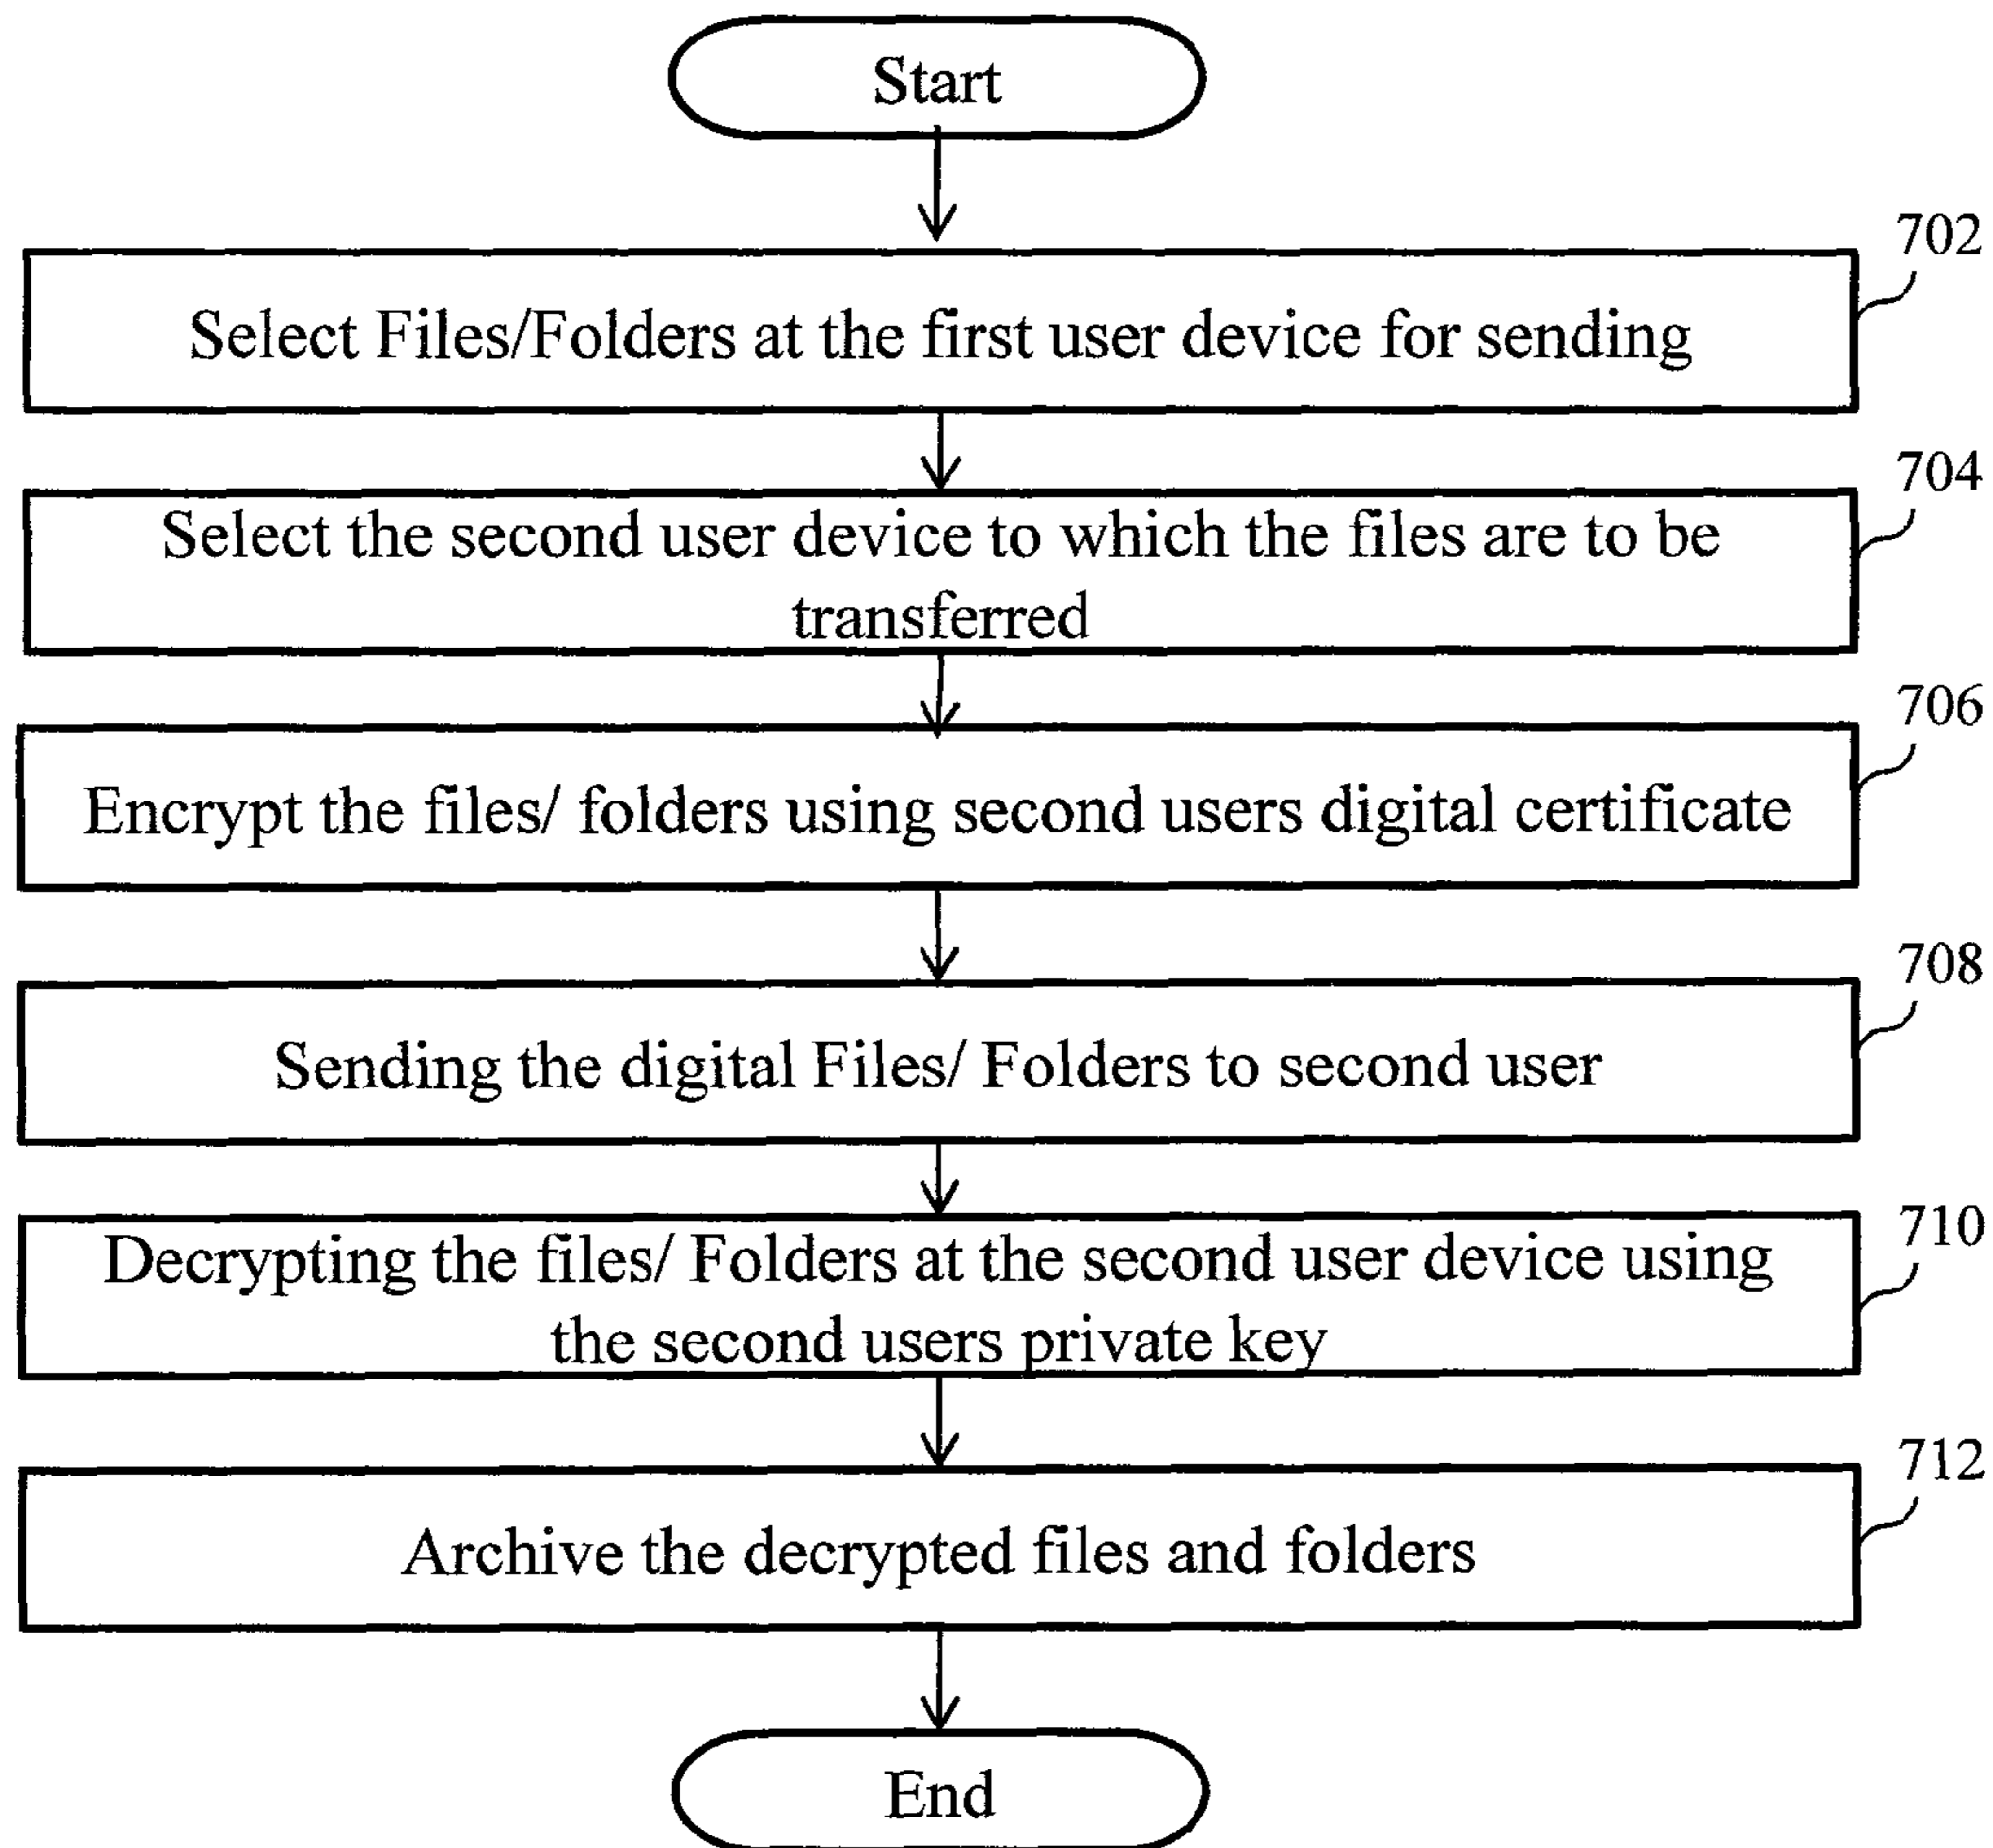 Start
702
Select Files/Folders at the first user device for sending
704
Select the second user device to which the files are to be
transferred
706
Encrypt the files/ folders using second users digital certificate
708
Sending the digital Files/ Folders to second user
710
Decrypting the files/ Folders at the second user device using
the second users private key
712
Archive the decrypted files and folders
End